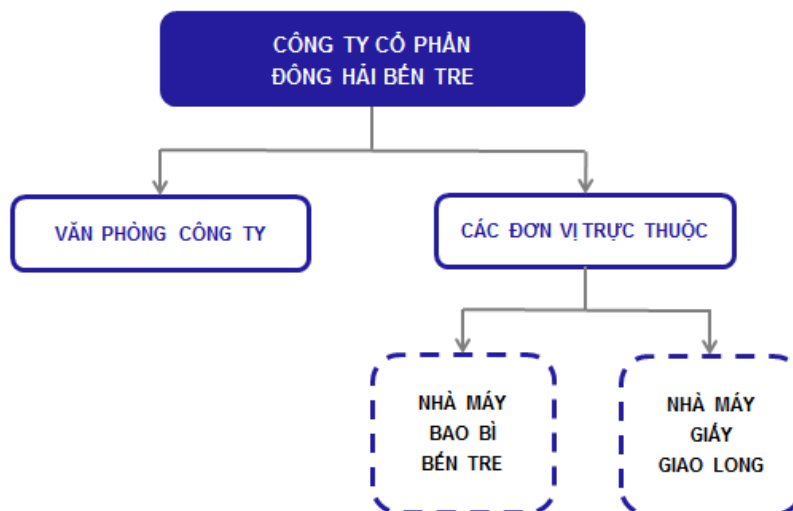 CÔNG TY CỔ PHẦN
ĐÔNG HẢI BẾN TRE
VĂN PHÒNG CÔNG TY
CÁC ĐƠN VỊ TRỰC THUỘC
NHÀ MÁY
BAO BÌ
BẾN TRE
NHÀ MÁY
GIẤY
GIAO LONG